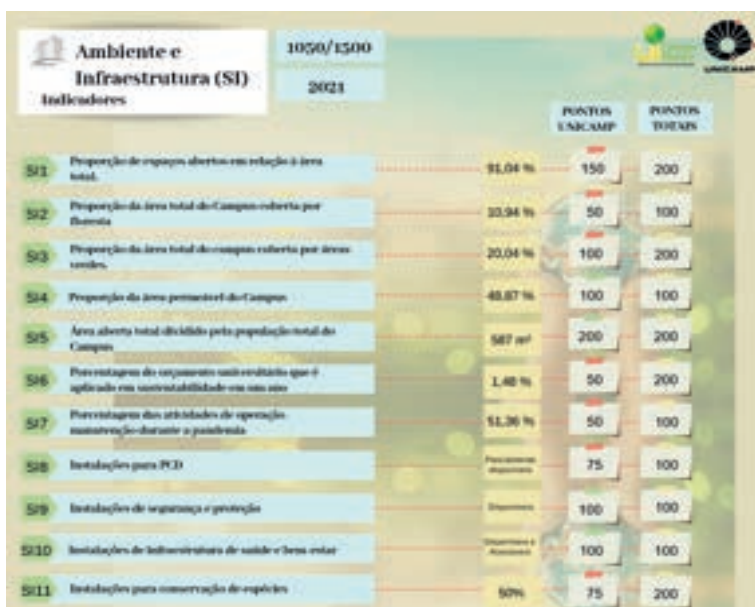 Ambiente e
Infraestrutura (SI)
Indicadores
1050/1500
2021
UNICAMP
PONTOS UNICAMP
PONTOS TOTAIS
SI1 Proporção de espaços abertos em relação à área total. 91,04 % 150 200
SI2 Proporção da área total do Campus coberta por floresta 10,94 % 50 100
SI3 Proporção da área total do campus coberta por áreas verdes. 20,04 % 100 200
SI4 Proporção da área permeável do Campus 48,87 % 100 100
SI5 Área aberta total dividido pela população total do Campus 587 m² 200 200
SI6 Porcentagem do orçamento universitário que é aplicado em sustentabilidade em um ano 1,48 % 50 200
SI7 Porcentagem das atividades de operação manutenção durante a pandemia 51,36 % 50 100
SI8 Instalações para PCD Parcialmente disponíveis 75 100
SI9 Instalações de segurança e proteção 100 100
SI10 Instalações de infraestrutura de saúde e bem estar 100 100
SI11 Instalações para conservação de espécies 50% 75 200